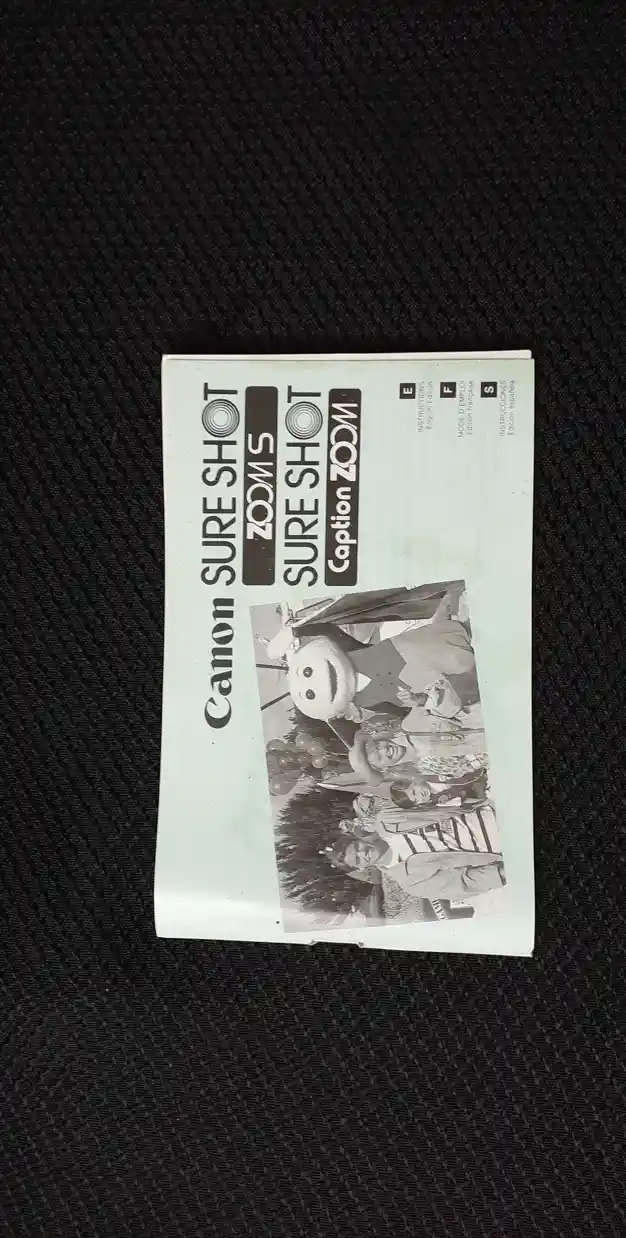 Canon SURE SHOT
ZOOM S
SURE SHOT
Caption ZOOM
E
INSTRUCTIONS
English Edition
F
MODE D'EMPLOI
Edition française
S
INSTRUCCIONES
Edición española